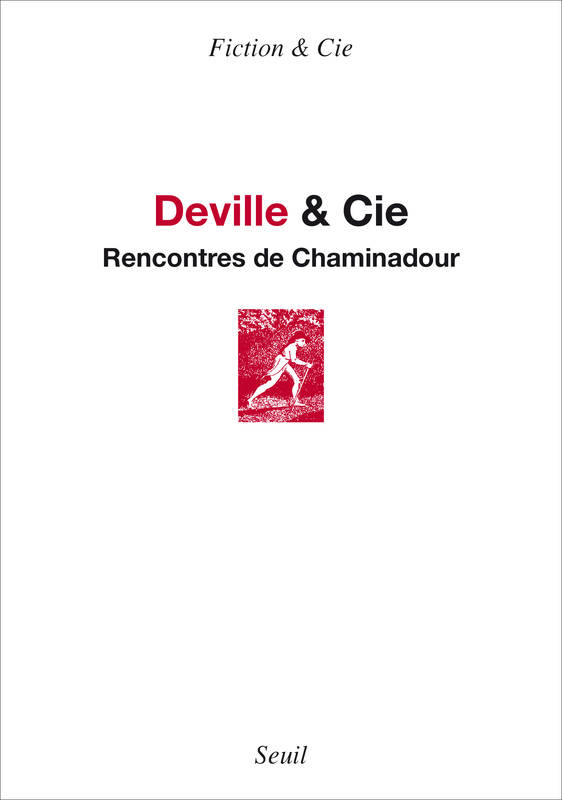 Fiction & Cie
Deville & Cie
Rencontres de Chaminadour
Seuil